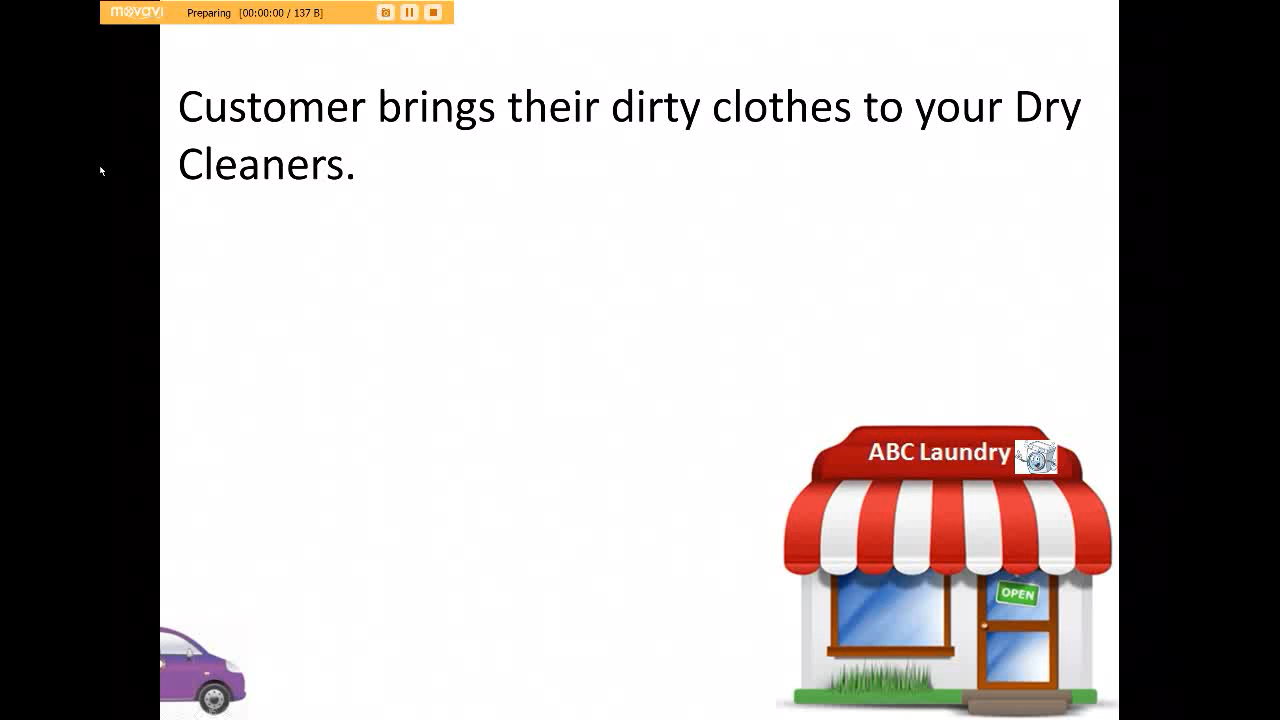 movavi Preparing [00:00:00 / 137 B]
Customer brings their dirty clothes to your Dry
Cleaners.
ABC Laundry
OPEN